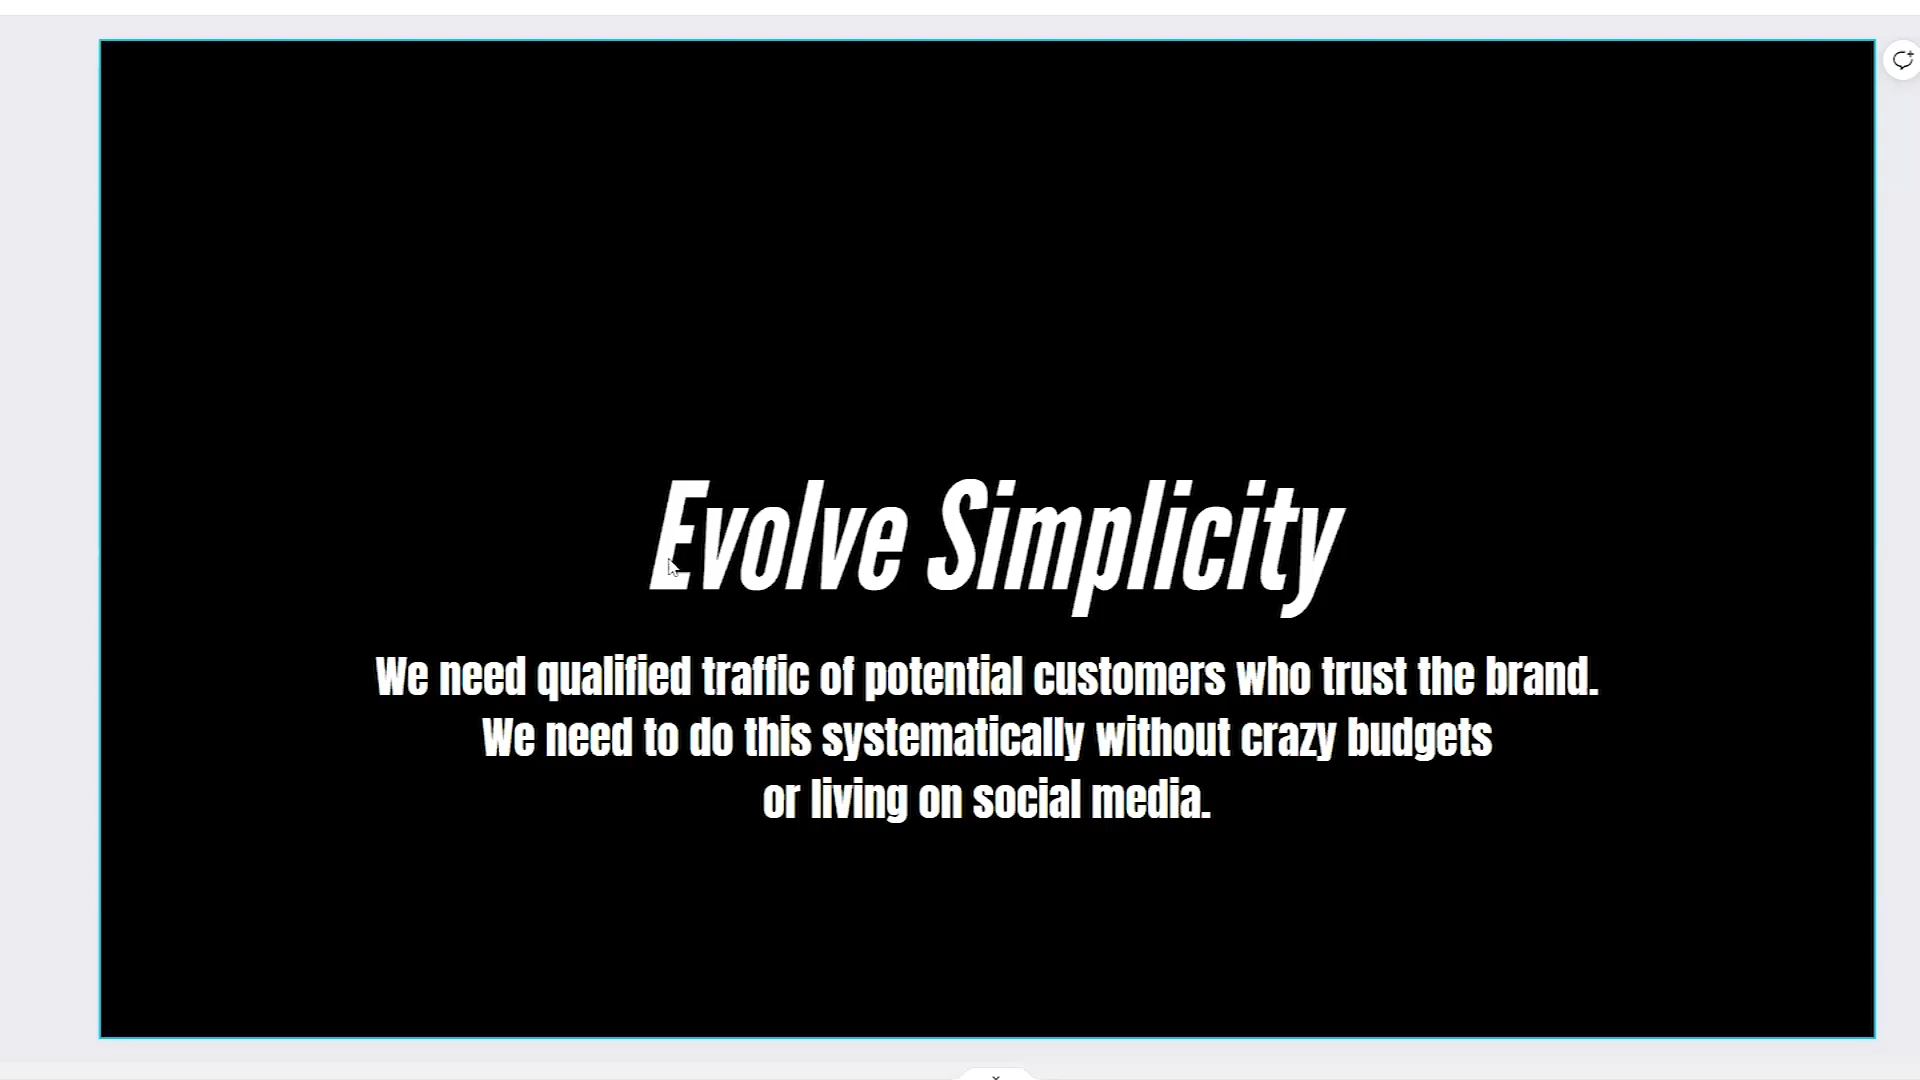 Evolve Simplicity
We need qualified traffic of potential customers who trust the brand.
We need to do this systematically without crazy budgets
or living on social media.